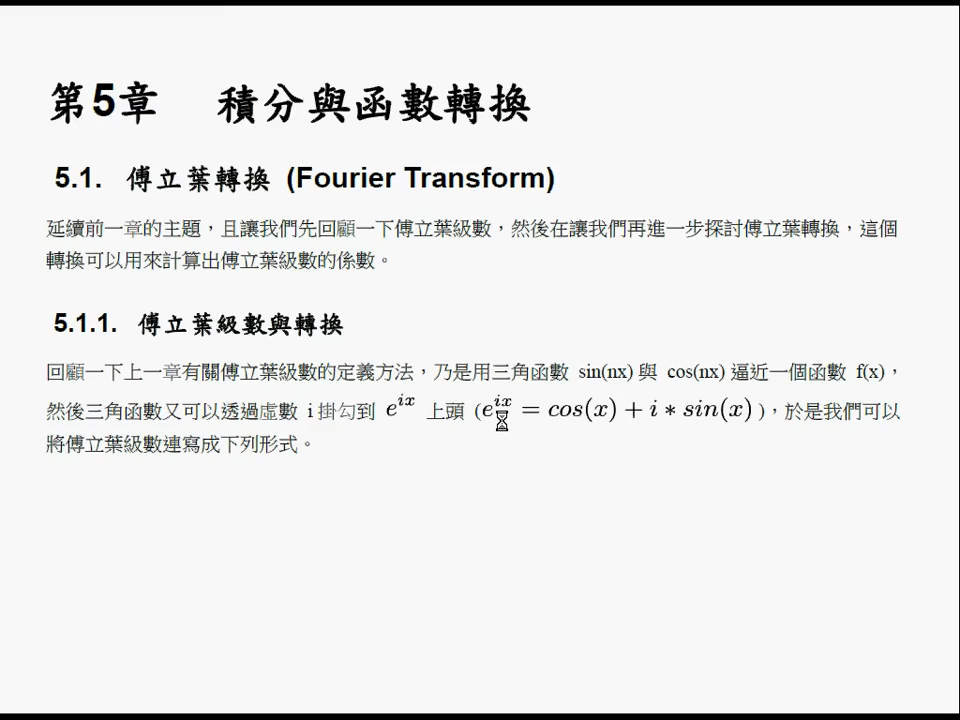 第5章 積分與函數轉換
5.1. 傅立葉轉換 (Fourier Transform)
延續前一章的主題，且讓我們先回顧一下傅立葉級數，然後在讓我們再進一步探討傅立葉轉換，這個
轉換可以用來計算出傅立葉級數的係數。
5.1.1. 傅立葉級數與轉換
回顧一下上一章有關傅立葉級數的定義方法，乃是用三角函數 sin(nx) 與 cos(nx) 逼近一個函數 f(x)，
然後三角函數又可以透過虛數 i 掛勾到 e^{ix} 上頭 (e^{ix} = cos(x) + i * sin(x) )，於是我們可以
將傅立葉級數連寫成下列形式。